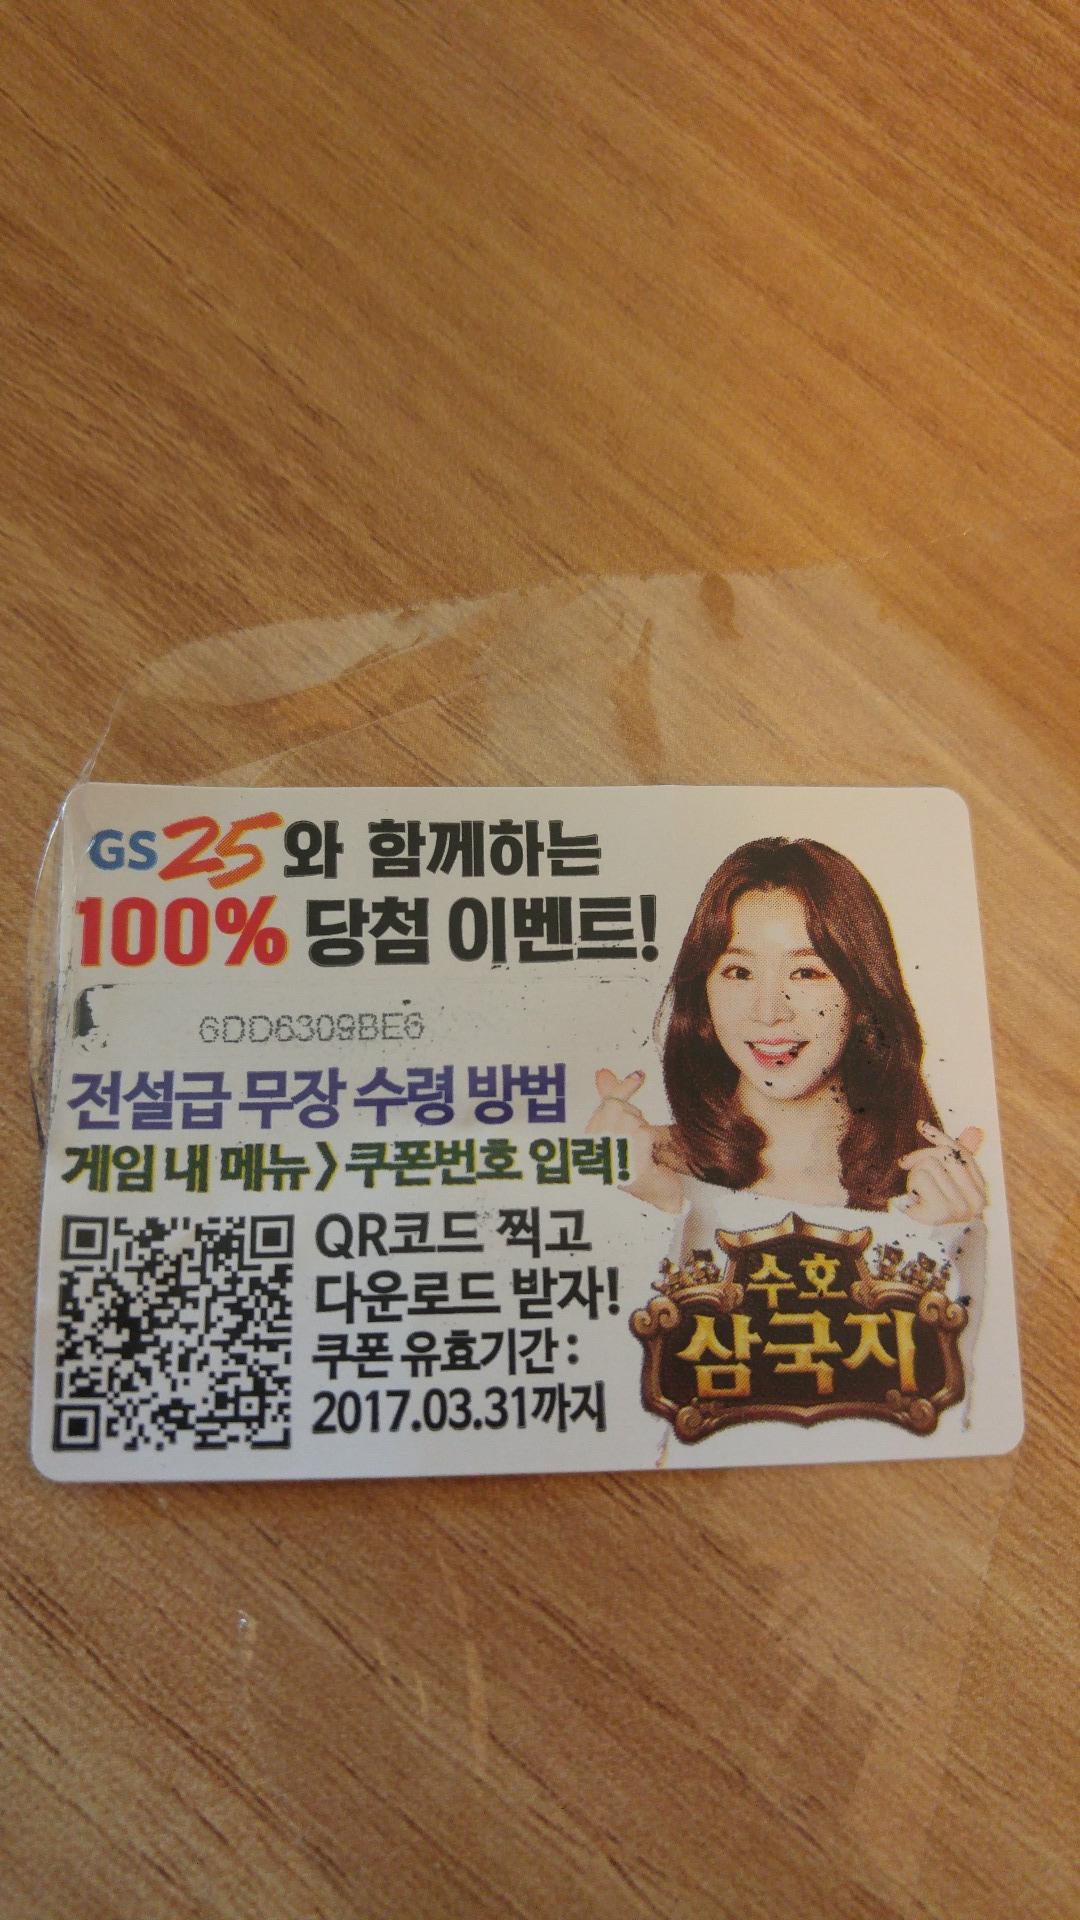 GS25와 함께하는
100% 당첨 이벤트!
6DD6309BE6
전설급 무장 수령 방법
게임 내 메뉴 > 쿠폰번호 입력!
QR코드 찍고
다운로드 받자!
쿠폰 유효기간 :
2017.03.31까지
수호
삼국지